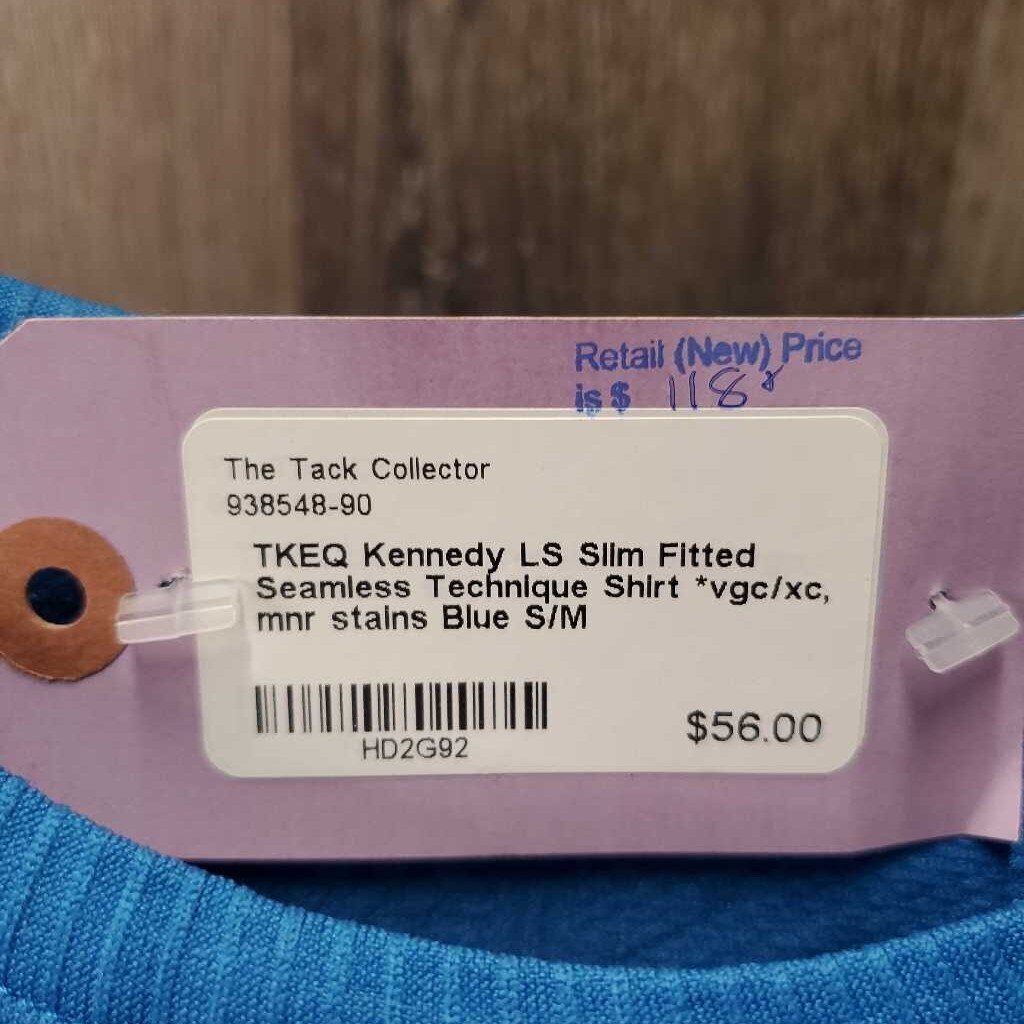 Retail (New) Price
is $ 118
The Tack Collector
938548-90
TKEQ Kennedy LS Slim Fitted
Seamless Technique Shirt *vgc/xc,
mnr stains Blue S/M
HD2G92
$56.00